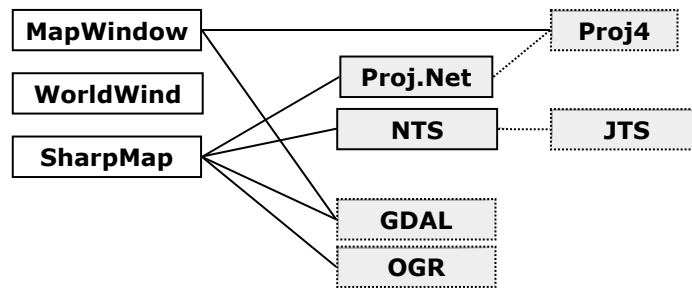 MapWindow
Proj4
Proj.Net
WorldWind
NTS
JTS
SharpMap
GDAL
OGR